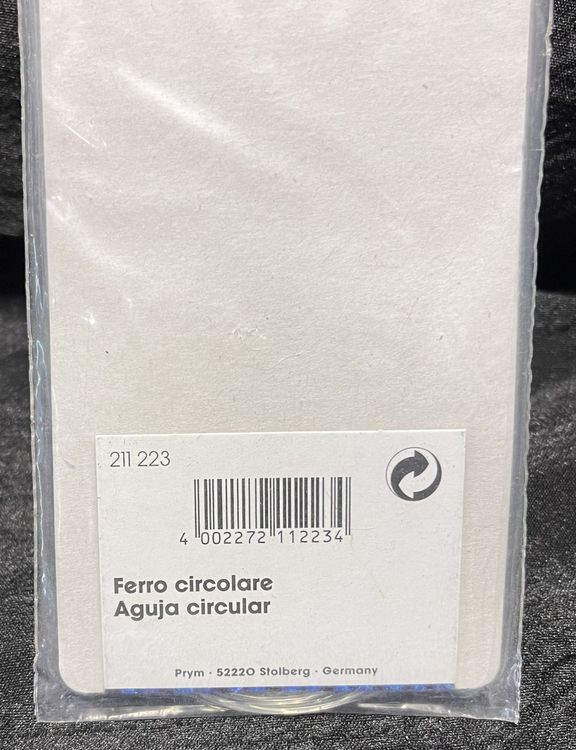 211 223
4 002272 112234
Ferro circolare
Aguja circular
Prym · 52220 Stolberg · Germany